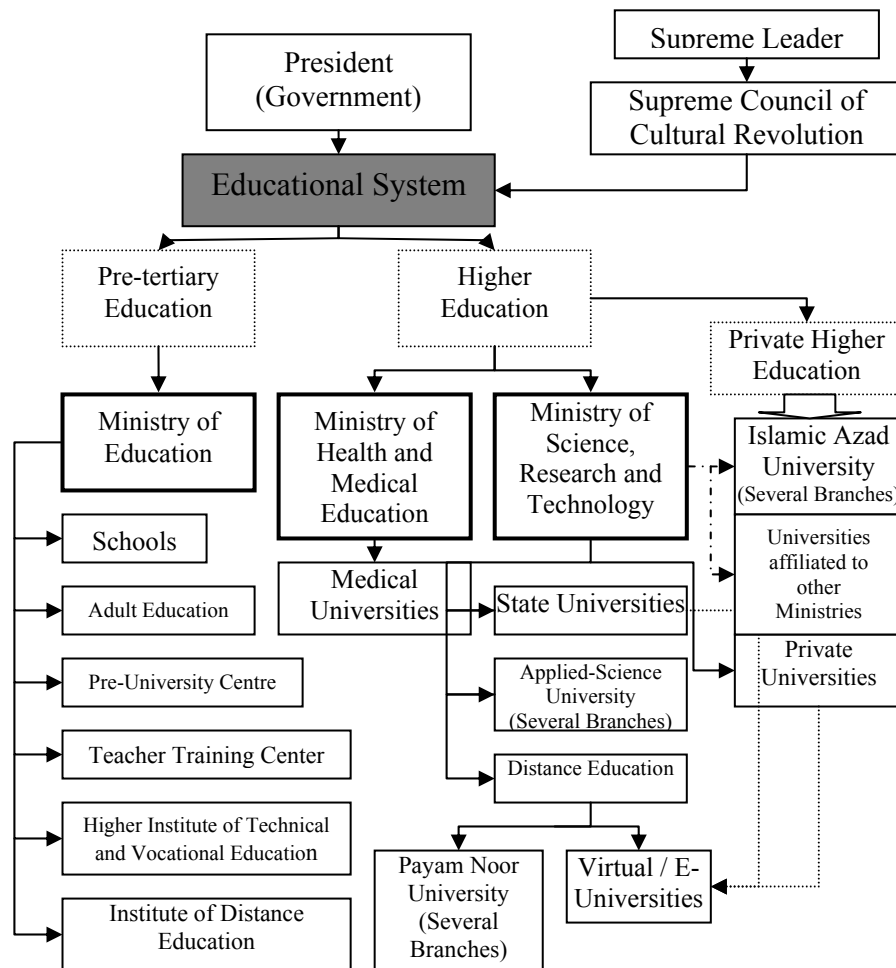 Supreme Leader
President
(Government)
Supreme Council of
Cultural Revolution
Educational System
Pre-tertiary
Education
Higher
Education
Private Higher
Education
Ministry of
Education
Ministry of
Health and
Medical
Education
Ministry of
Science,
Research and
Technology
Islamic Azad
University
(Several Branches)
Universities
affiliated to
other
Ministries
Private
Universities
Schools
Adult Education
Pre-University Centre
Teacher Training Center
Higher Institute of Technical
and Vocational Education
Institute of Distance
Education
Medical
Universities
State Universities
Applied-Science
University
(Several Branches)
Distance Education
Payam Noor
University
(Several
Branches)
Virtual / E-
Universities